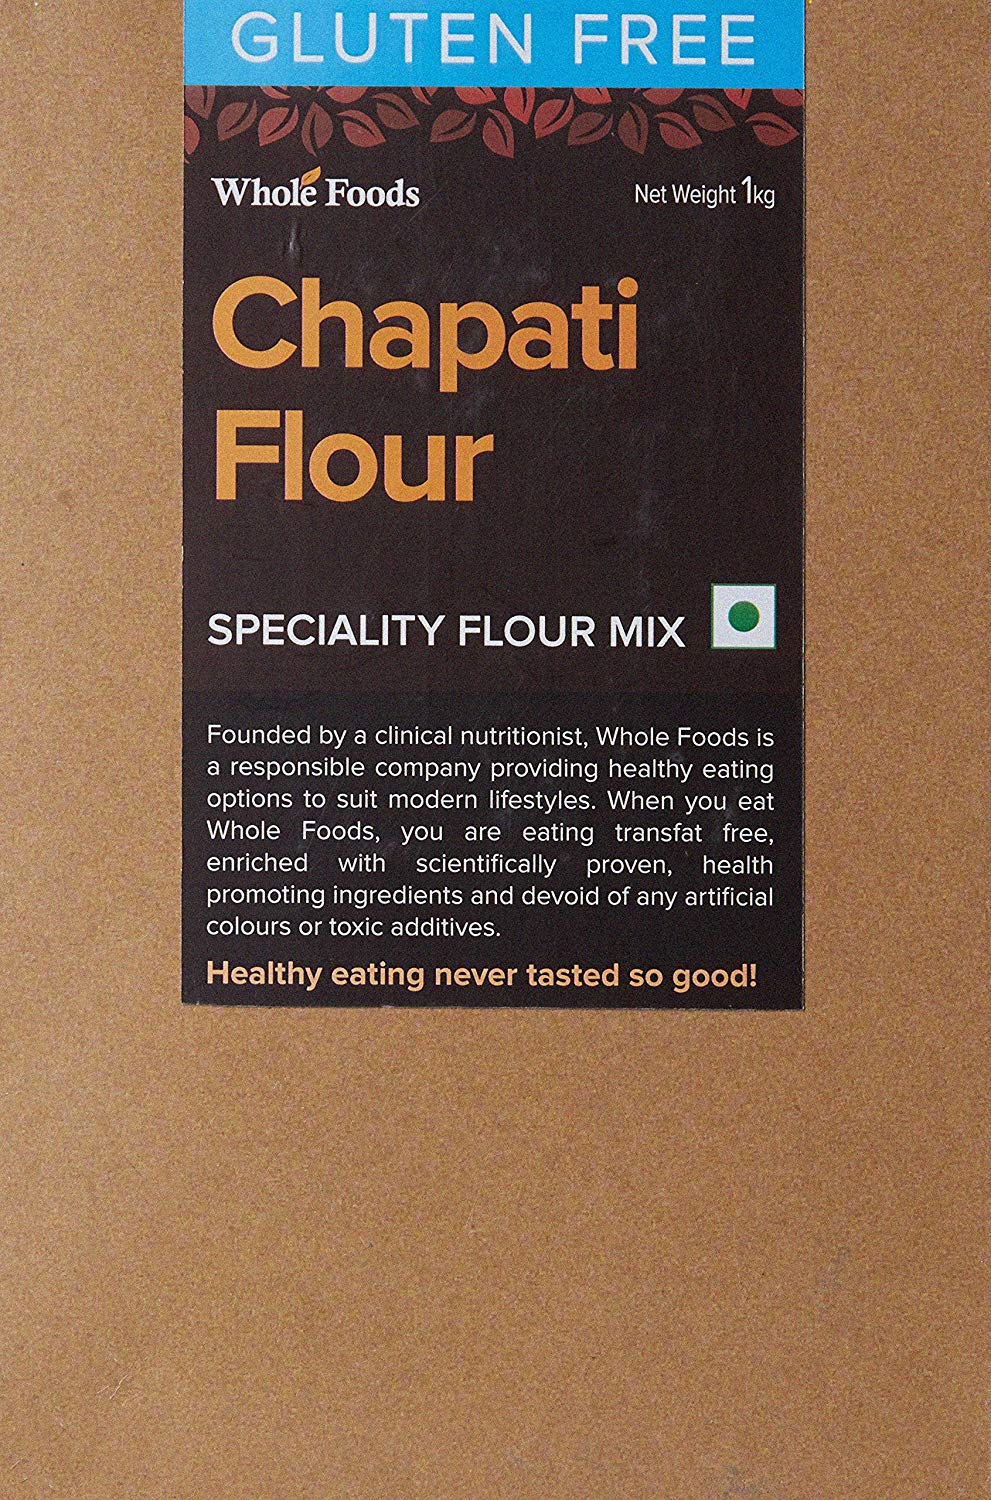 GLUTEN FREE
Whole Foods
Net Weight 1kg
Chapati
Flour
SPECIALITY FLOUR MIX
Founded by a clinical nutritionist, Whole Foods is
a responsible company providing healthy eating
options to suit modern lifestyles. When you eat
Whole Foods, you are eating transfat free,
enriched with scientifically proven, health
promoting ingredients and devoid of any artificial
colours or toxic additives.
Healthy eating never tasted so good!